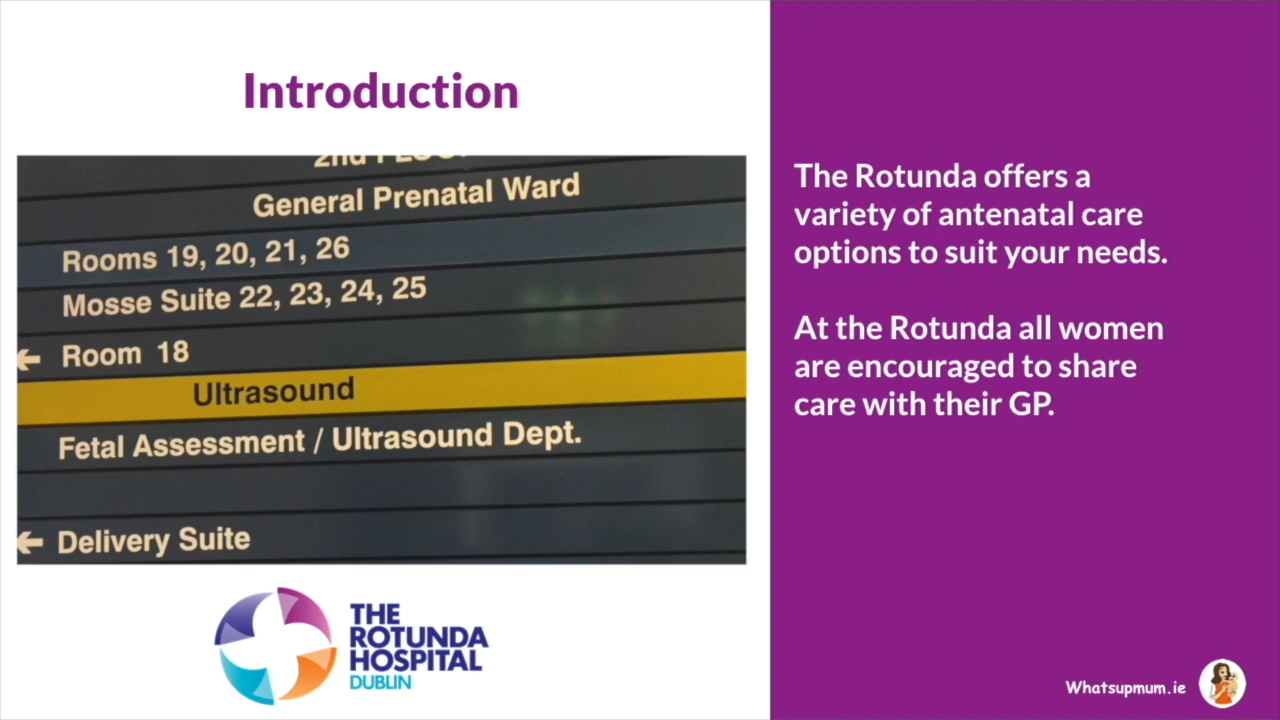 Introduction
General Prenatal Ward
Rooms 19, 20, 21, 26
Mosse Suite 22, 23, 24, 25
← Room 18
Ultrasound
Fetal Assessment / Ultrasound Dept.
← Delivery Suite
THE
ROTUNDA
HOSPITAL
DUBLIN
The Rotunda offers a
variety of antenatal care
options to suit your needs.
At the Rotunda all women
are encouraged to share
care with their GP.
Whatsupmum.ie